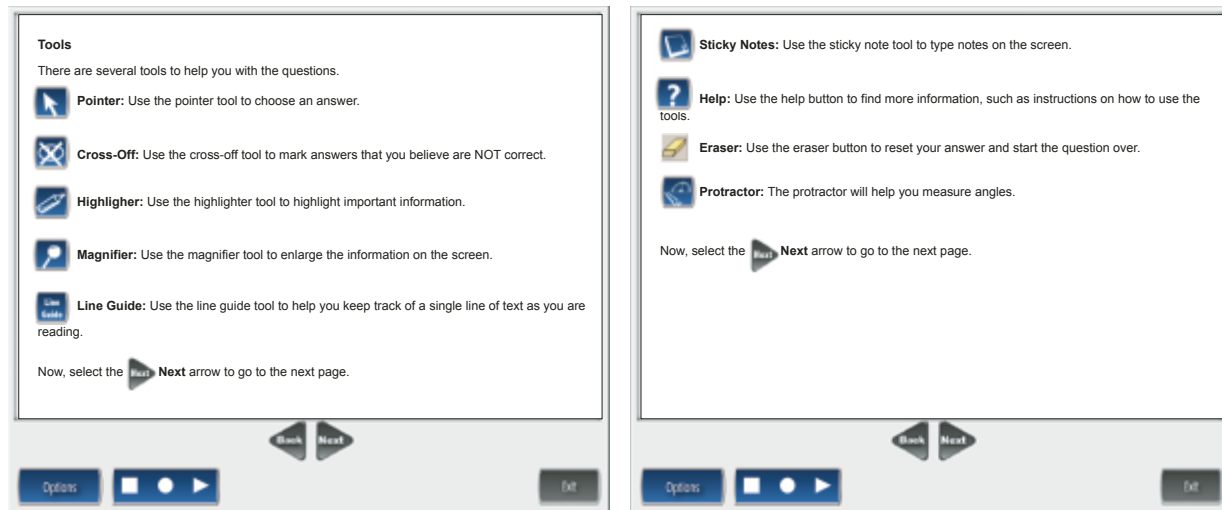 Tools
There are several tools to help you with the questions.
Pointer: Use the pointer tool to choose an answer.
Cross-Off: Use the cross-off tool to mark answers that you believe are NOT correct.
Highligher: Use the highlighter tool to highlight important information.
Magnifier: Use the magnifier tool to enlarge the information on the screen.
Line Guide
Line Guide: Use the line guide tool to help you keep track of a single line of text as you are
reading.
Now, select the Next Next arrow to go to the next page.
Back Next
Options
Exit
Sticky Notes: Use the sticky note tool to type notes on the screen.
? Help: Use the help button to find more information, such as instructions on how to use the
tools.
Eraser: Use the eraser button to reset your answer and start the question over.
Protractor: The protractor will help you measure angles.
Now, select the Next Next arrow to go to the next page.
Back Next
Options
Exit